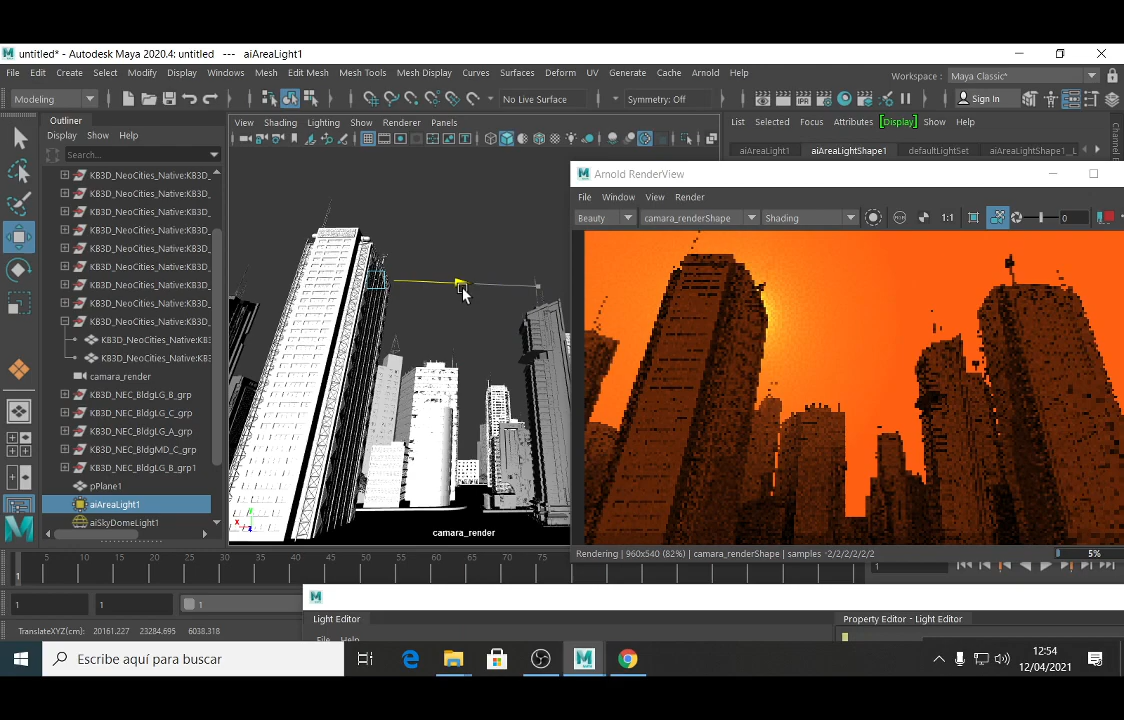 untitled* - Autodesk Maya 2020.4: untitled --- aiAreaLight1
File Edit Create Select Modify Display Windows Mesh Edit Mesh Mesh Tools Mesh Display Curves Surfaces Deform UV Generate Cache Arnold Help
Workspace : Maya Classic*
Modeling
No Live Surface
Symmetry: Off
Sign In
Outliner
Display Show Help
Search...
KB3D_NeoCities_Native:KB3D_
KB3D_NeoCities_Native:KB3D_
KB3D_NeoCities_Native:KB3D_
KB3D_NeoCities_Native:KB3D_
KB3D_NeoCities_Native:KB3D_
KB3D_NeoCities_Native:KB3D_
KB3D_NeoCities_Native:KB3D_
KB3D_NeoCities_Native:KB3D_
KB3D_NeoCities_Native:KB3D_
KB3D_NeoCities_Native:KB3
KB3D_NeoCities_Native:KB3
camara_render
KB3D_NEC_BldgLG_B_grp
KB3D_NEC_BldgLG_C_grp
KB3D_NEC_BldgLG_A_grp
KB3D_NEC_BldgMD_C_grp
KB3D_NEC_BldgLG_B_grp1
pPlane1
aiAreaLight1
aiSkyDomeLight1
View Shading Lighting Show Renderer Panels
camara_render
List Selected Focus Attributes Display Show Help
aiAreaLight1 aiAreaLightShape1 defaultLightSet aiAreaLightShape1_L
Channel
Arnold RenderView
File Window View Render
Beauty camara_renderShape Shading 1:1 0
Rendering | 960x540 (82%) | camara_renderShape | samples -2/2/2/2/2/2
5%
5 10 15 20 25 30 35 40 45 50 55 60 65 70 75
1
1
1 1 1
Light Editor
File Help
Property Editor - Light Editor
TranslateXYZ(cm): 20161.227 23284.695 6038.318
Escribe aquí para buscar
12:54
12/04/2021